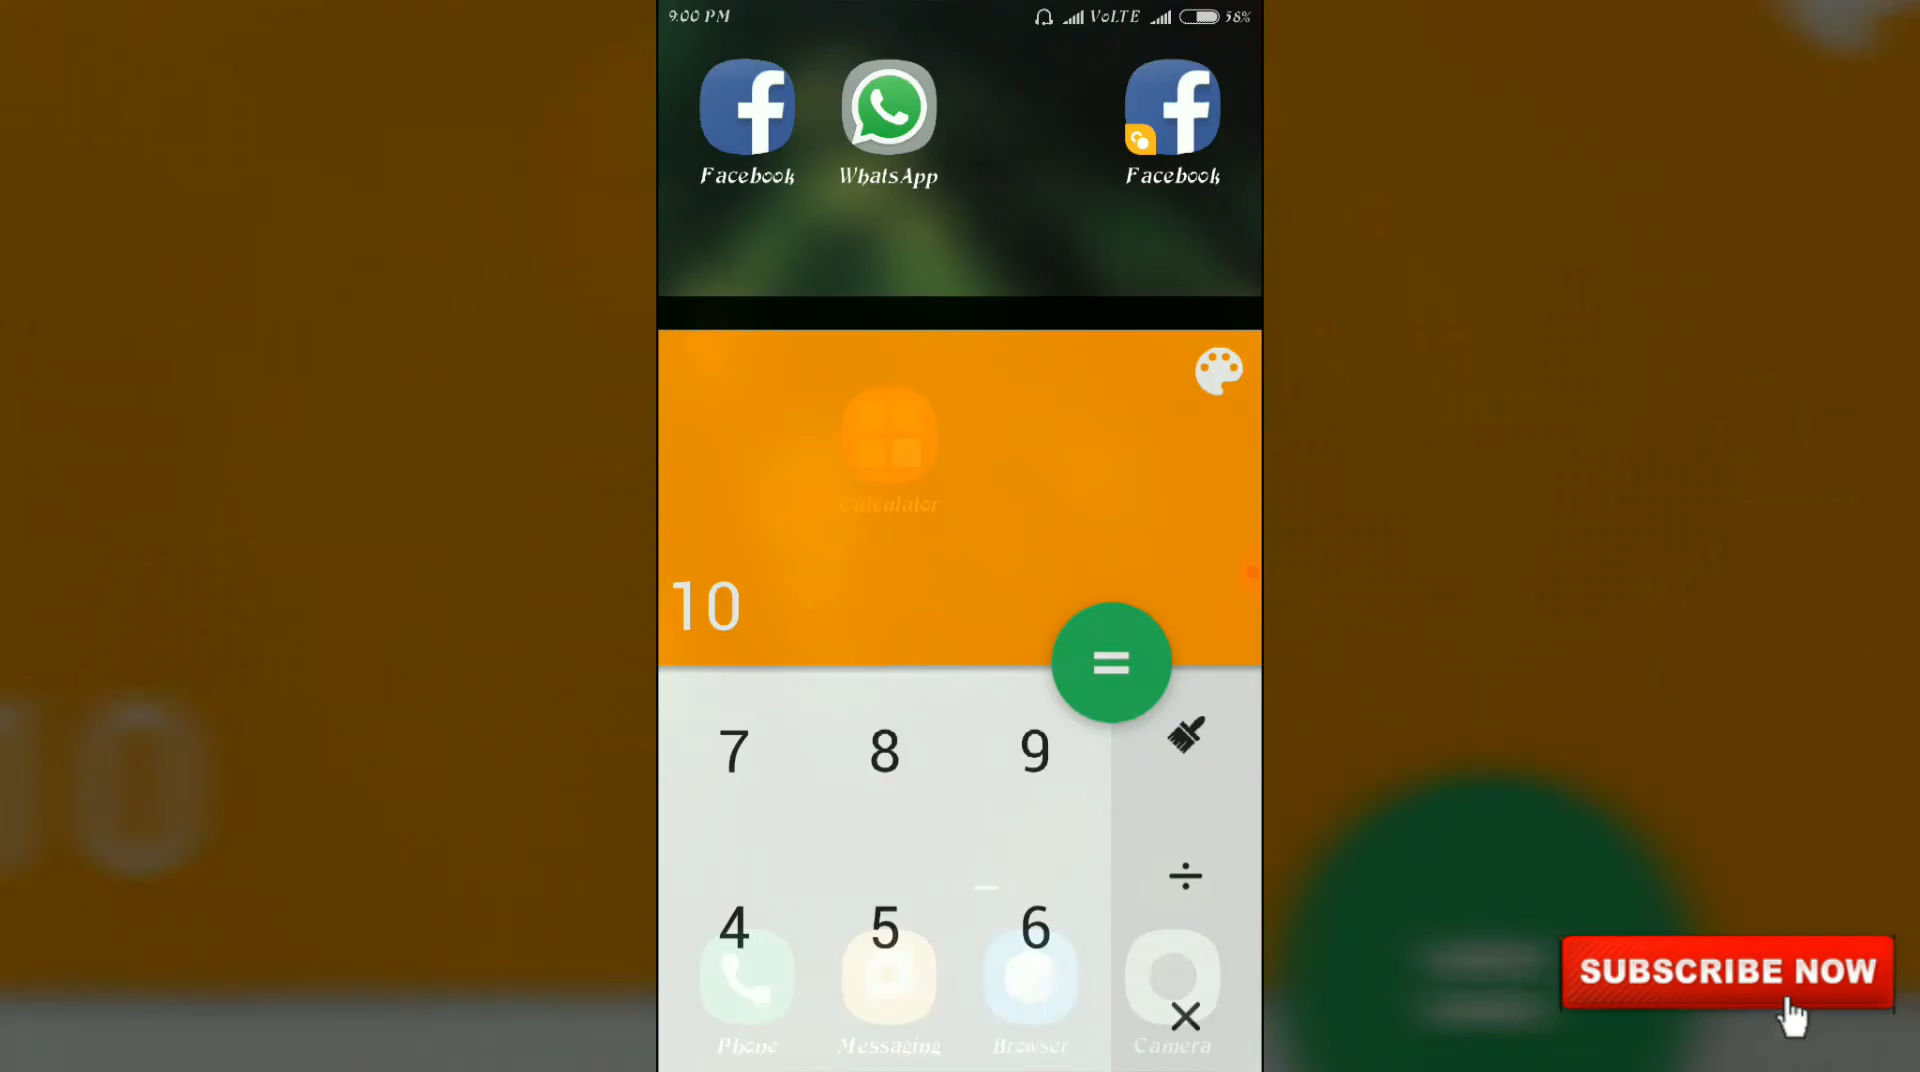 9:00 PM VoLTE 58%
Facebook WhatsApp Facebook
Calculator
10
=
7 8 9
÷
4 5 6
×
Phone Messaging Browser Camera
SUBSCRIBE NOW